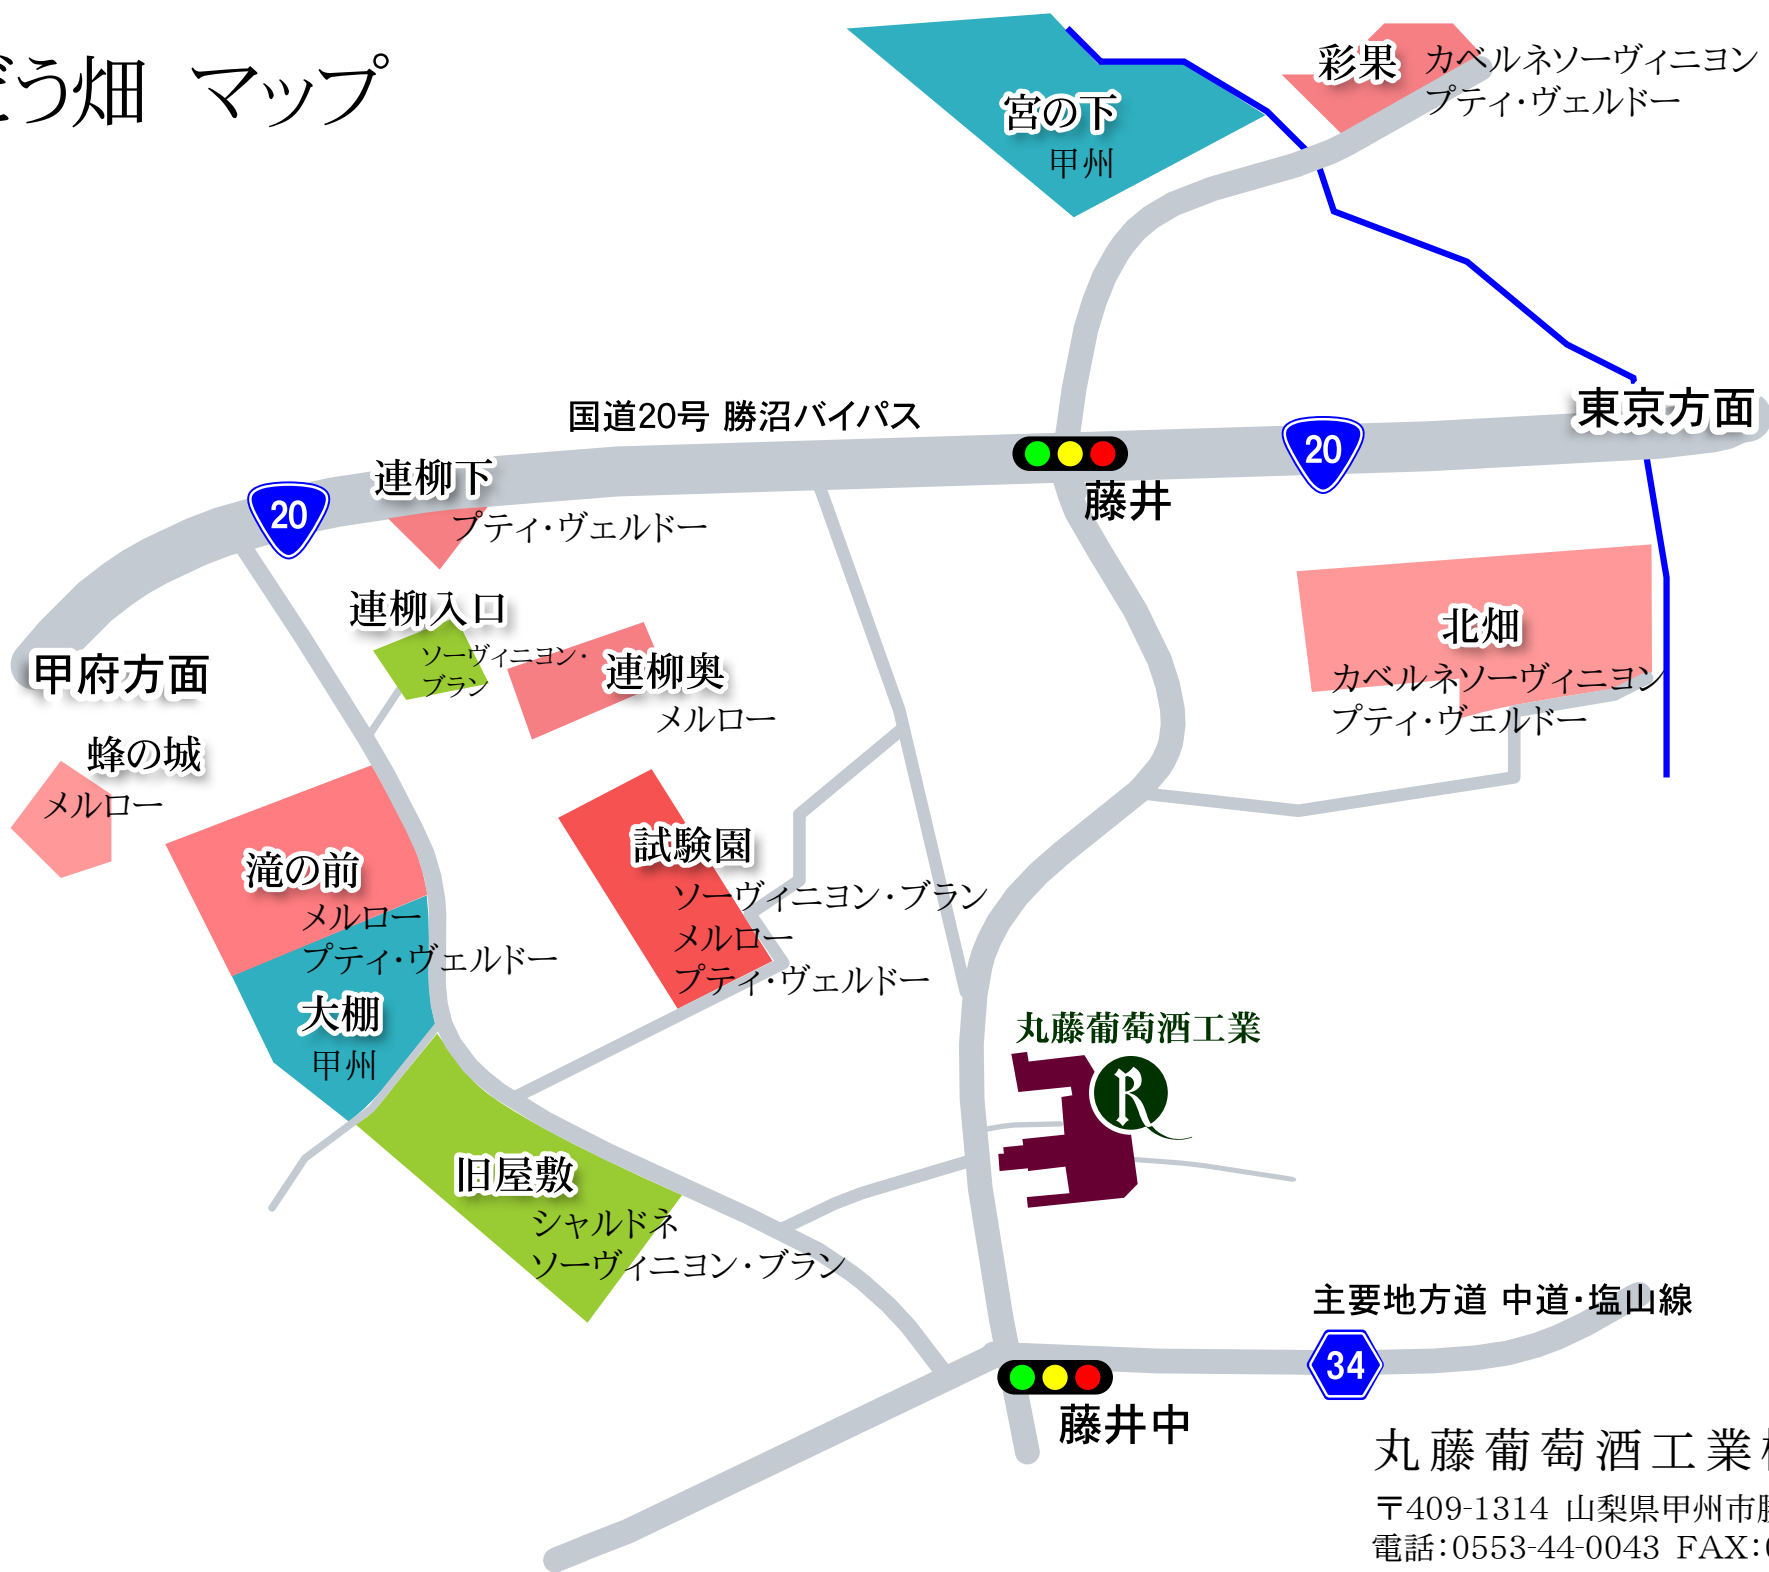 ぶどう畑 マップ
宮の下
甲州
彩果
カベルネソーヴィニヨン
プティ・ヴェルドー
国道20号 勝沼バイパス
東京方面
20
20
藤井
連柳下
プティ・ヴェルドー
連柳入口
ソーヴィニヨン・
ブラン
連柳奥
メルロー
甲府方面
北畑
カベルネソーヴィニヨン
プティ・ヴェルドー
蜂の城
メルロー
滝の前
メルロー
プティ・ヴェルドー
試験園
ソーヴィニヨン・ブラン
メルロー
プティ・ヴェルドー
大棚
甲州
丸藤葡萄酒工業
R
旧屋敷
シャルドネ
ソーヴィニヨン・ブラン
主要地方道 中道・塩山線
34
藤井中
丸藤葡萄酒工業
〒409-1314 山梨県甲州市
電話：0553-44-0043 FAX：